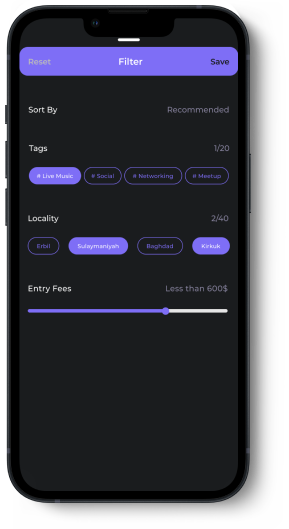 Reset Filter Save
Sort By Recommended
Tags 1/20
# Live Music # Social # Networking # Meetup
Locality 2/40
Erbil Sulaymaniyah Baghdad Kirkuk
Entry Fees Less than 600$